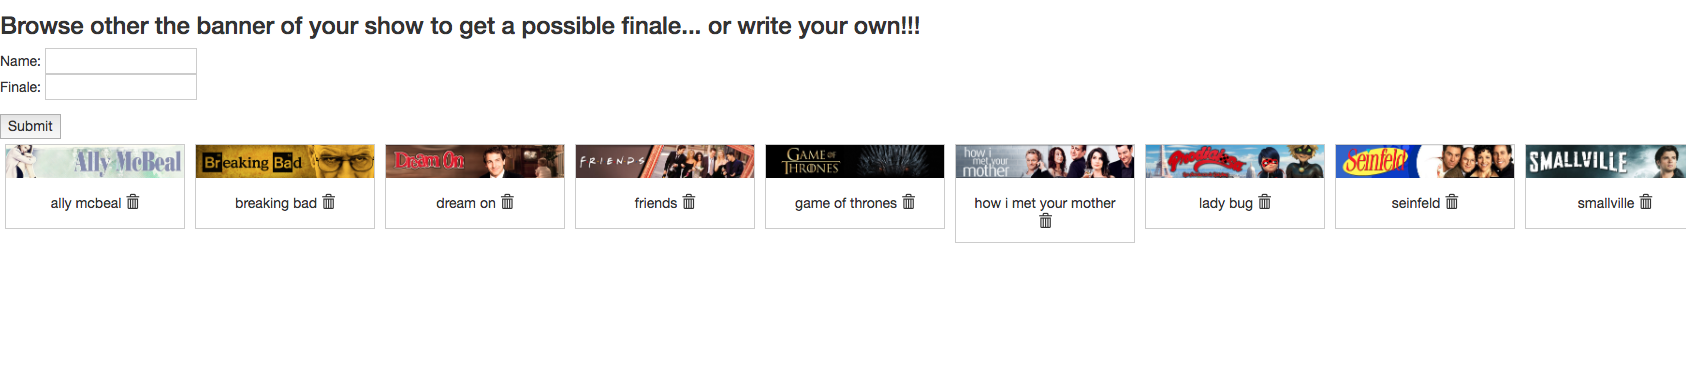 Browse other the banner of your show to get a possible finale... or write your own!!!
Name:
Finale:
Submit
Ally McBeal
Breaking Bad
Dream On
FRIENDS
GAME OF
THRONES
how i
met your
mother
Seinfeld
SMALLVILLE
ally mcbeal
breaking bad
dream on
friends
game of thrones
how i met your mother
lady bug
seinfeld
smallville